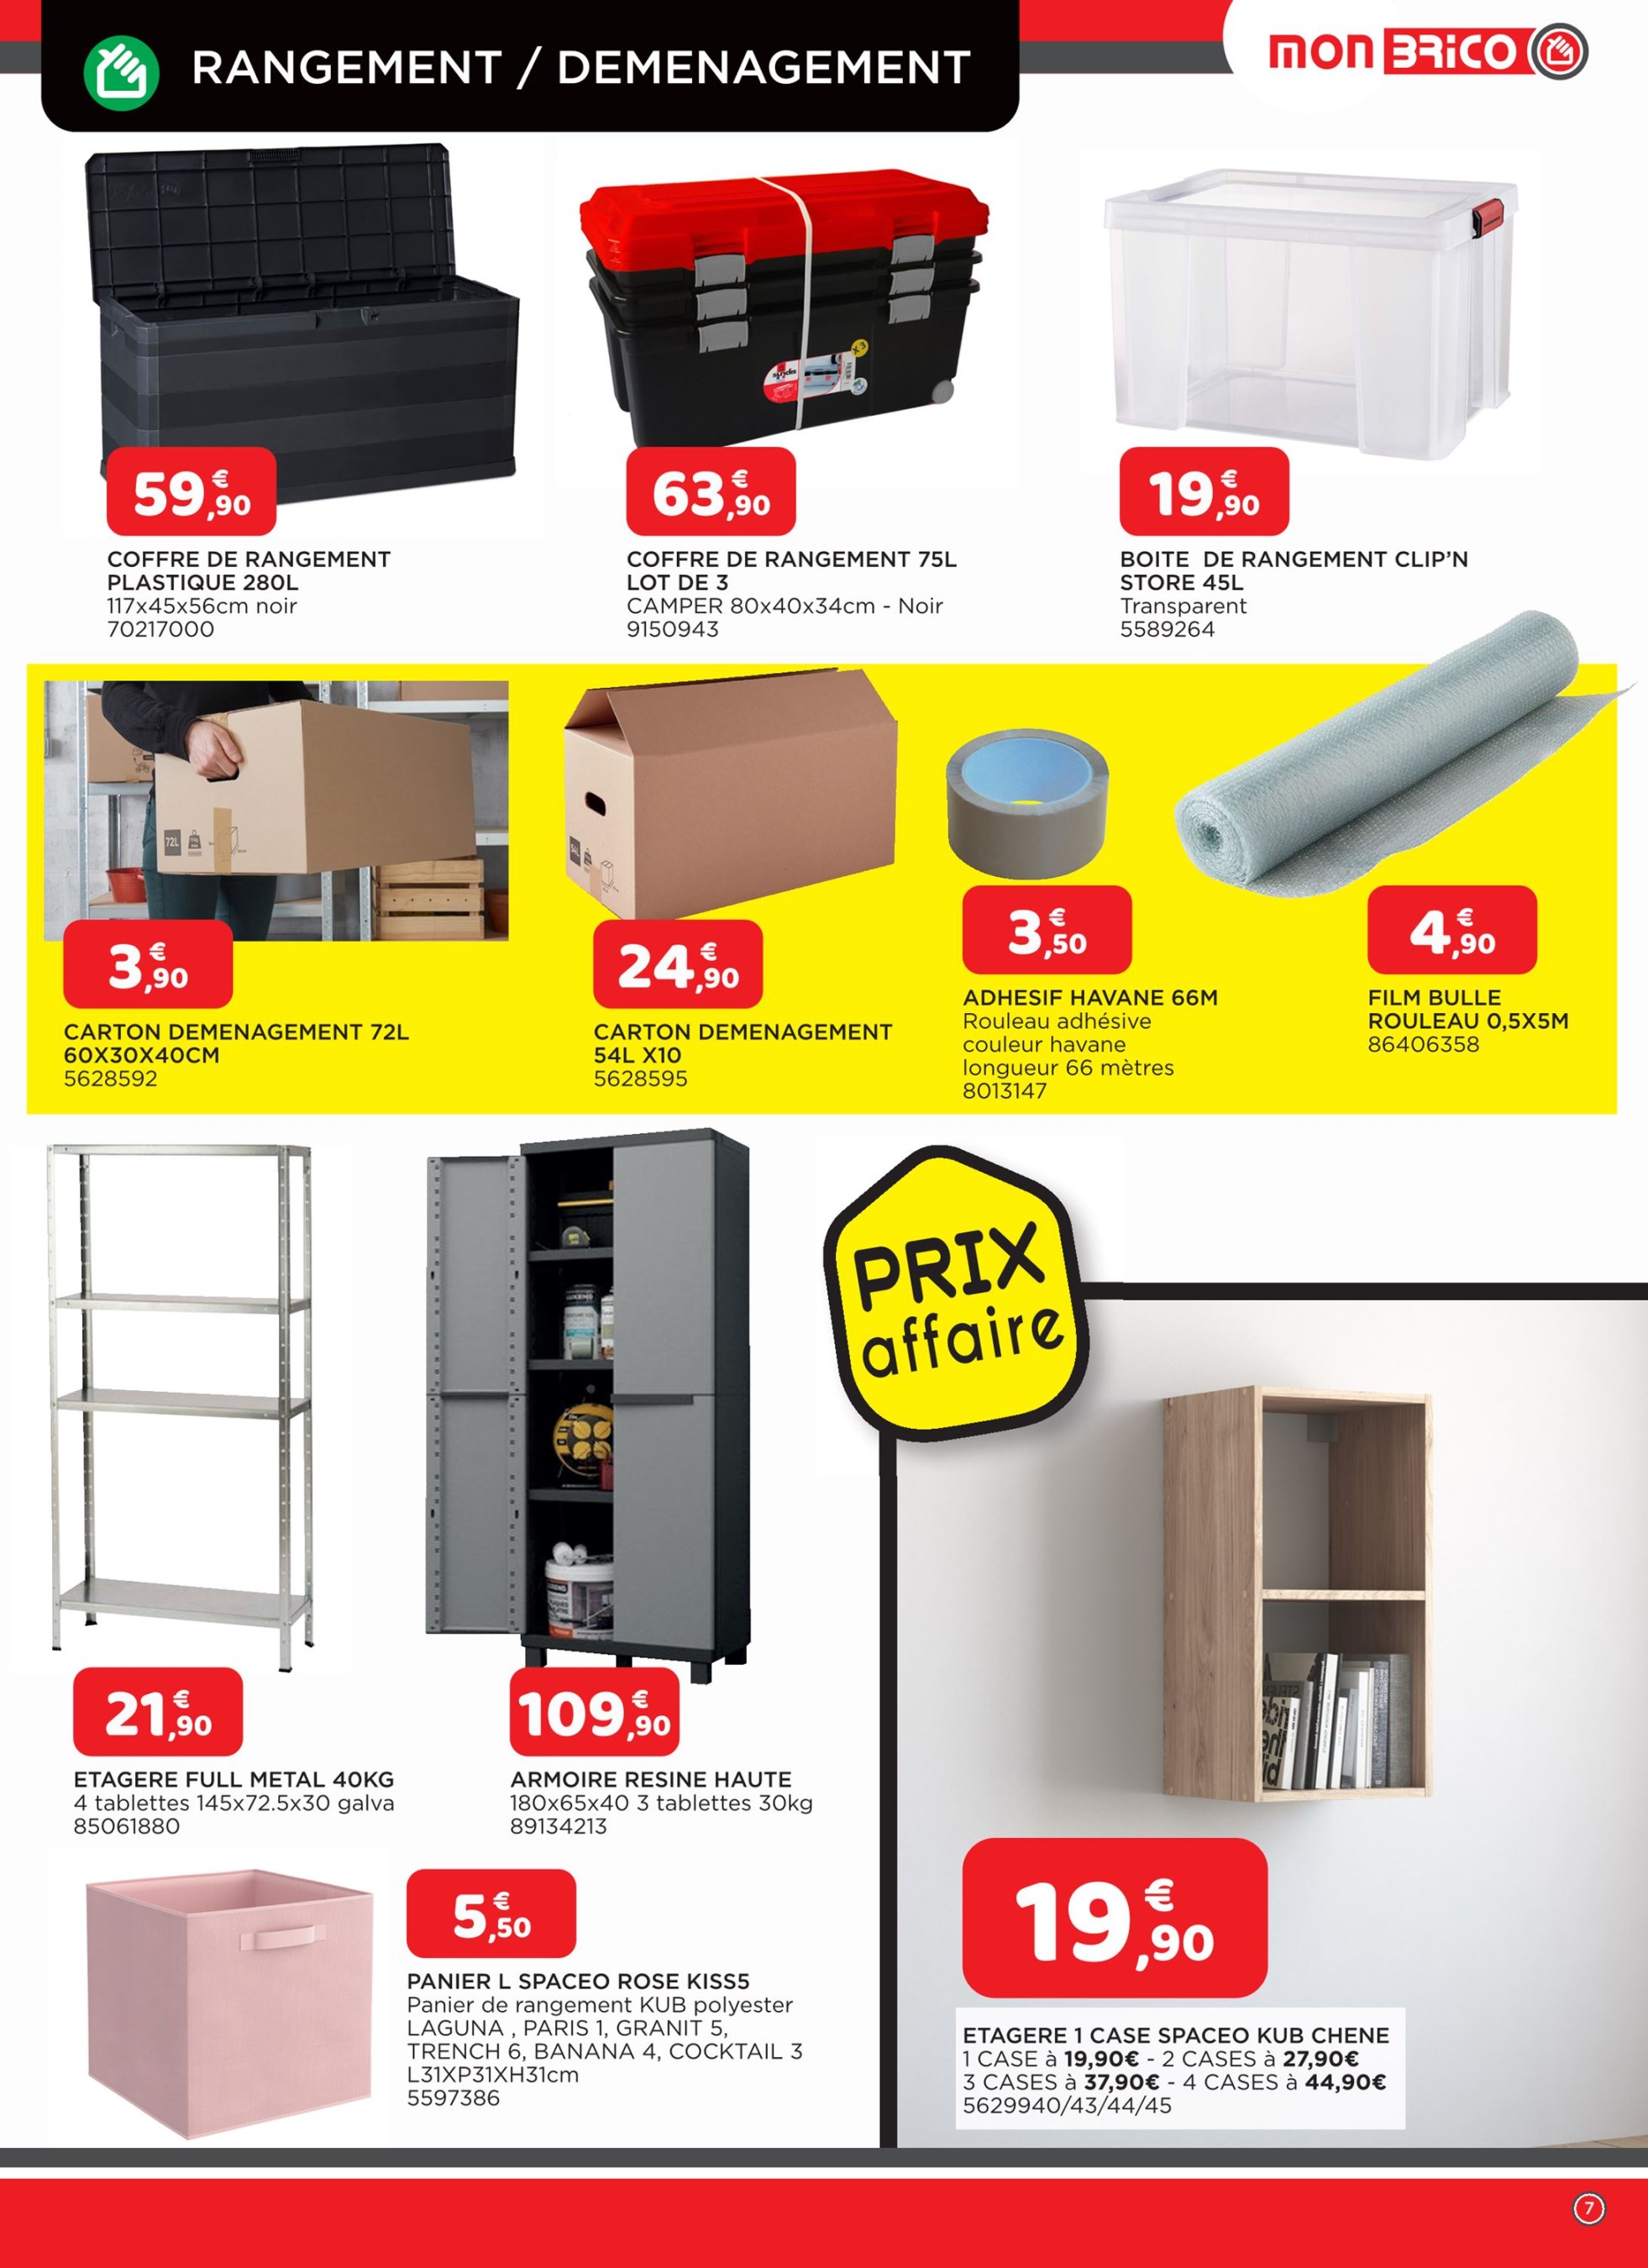 RANGEMENT / DEMENAGEMENT
mon BRiCO
59€,90
COFFRE DE RANGEMENT
PLASTIQUE 280L
117x45x56cm noir
70217000
63€,90
COFFRE DE RANGEMENT 75L
LOT DE 3
CAMPER 80x40x34cm - Noir
9150943
19€,90
BOITE  DE RANGEMENT CLIP’N
STORE 45L
Transparent
5589264
72L
54L
3€,90
CARTON DEMENAGEMENT 72L
60X30X40CM
5628592
24€,90
CARTON DEMENAGEMENT
54L X10
5628595
3€,50
ADHESIF HAVANE 66M
Rouleau adhésive
couleur havane
longueur 66 mètres
8013147
4€,90
FILM BULLE
ROULEAU 0,5X5M
86406358
PRIX
affaire
21€,90
ETAGERE FULL METAL 40KG
4 tablettes 145x72.5x30 galva
85061880
109€,90
ARMOIRE RESINE HAUTE
180x65x40 3 tablettes 30kg
89134213
5€,50
PANIER L SPACEO ROSE KISS5
Panier de rangement KUB polyester
LAGUNA , PARIS 1, GRANIT 5,
TRENCH 6, BANANA 4, COCKTAIL 3
L31XP31XH31cm
5597386
19€,90
ETAGERE 1 CASE SPACEO KUB CHENE
1 CASE à 19,90€ - 2 CASES à 27,90€
3 CASES à 37,90€ - 4 CASES à 44,90€
5629940/43/44/45
7